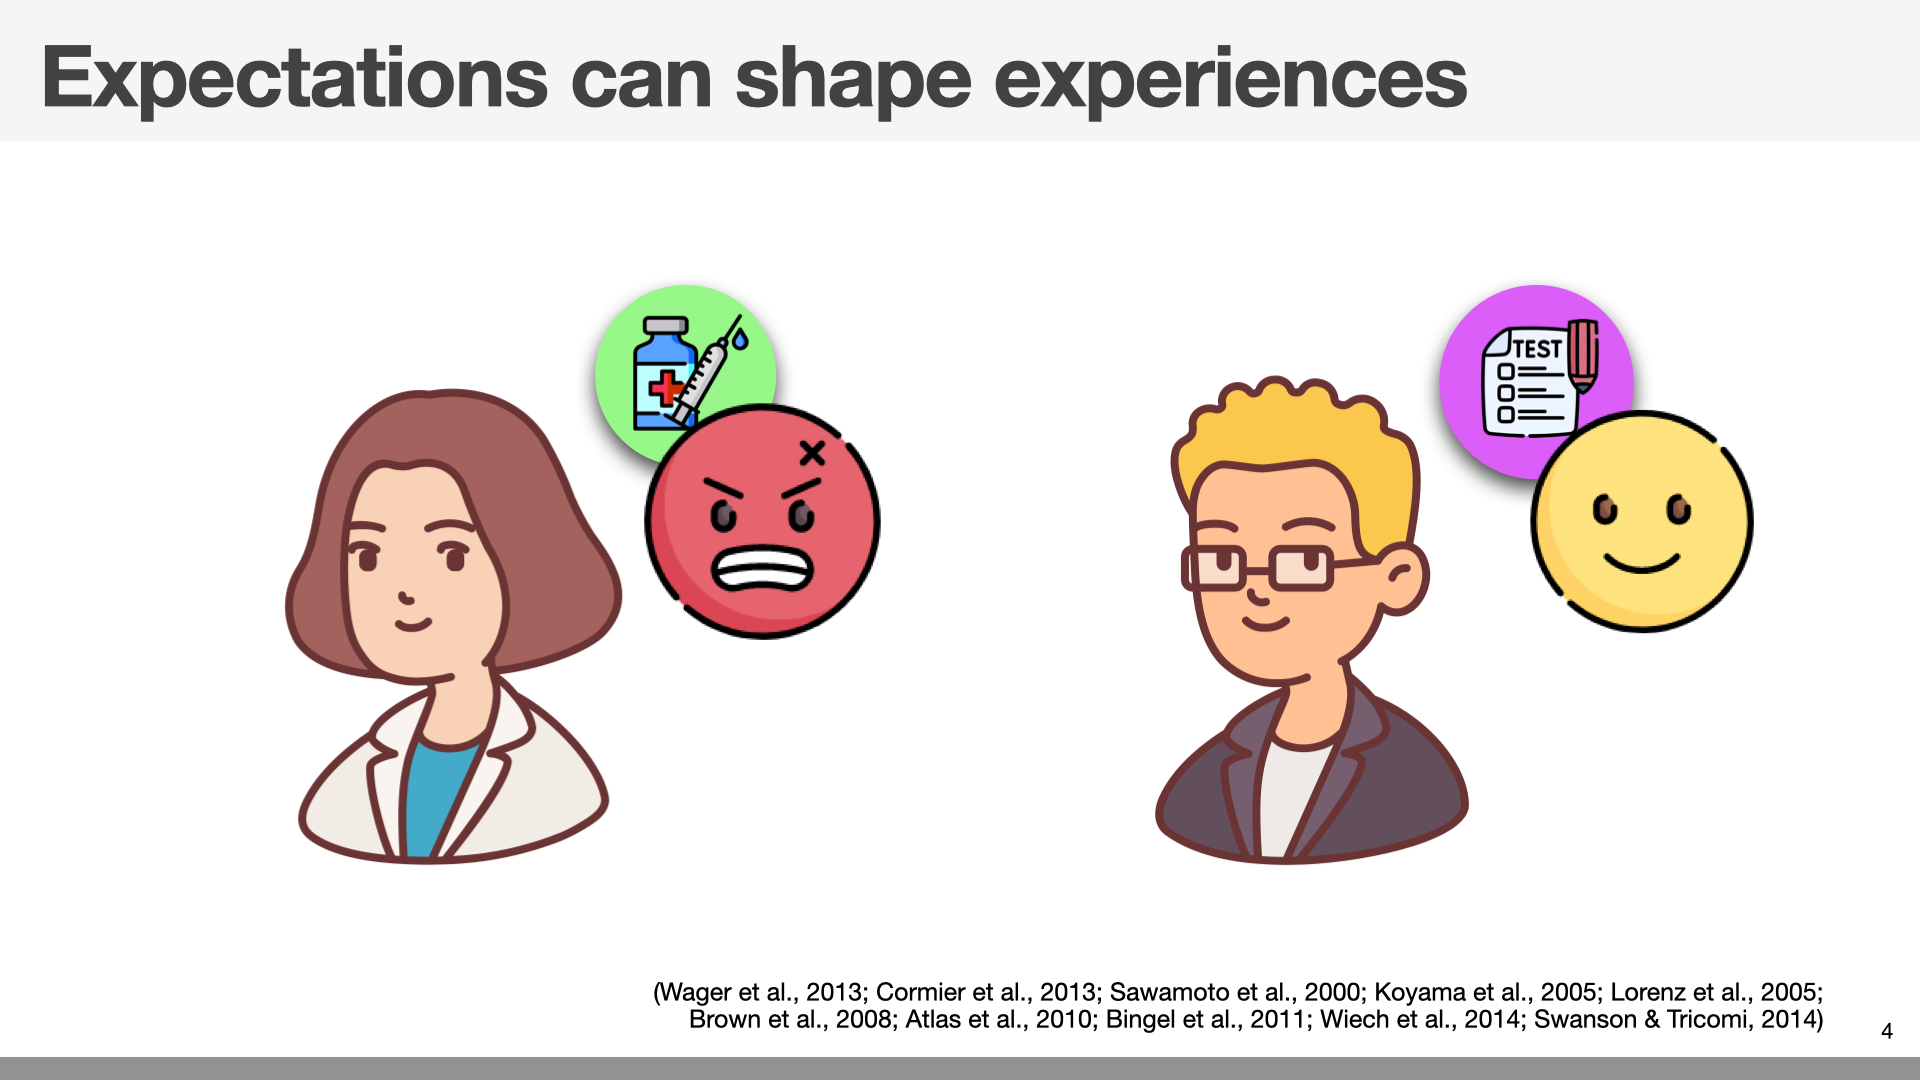 Expectations can shape experiences
TEST
(Wager et al., 2013; Cormier et al., 2013; Sawamoto et al., 2000; Koyama et al., 2005; Lorenz et al., 2005;
Brown et al., 2008; Atlas et al., 2010; Bingel et al., 2011; Wiech et al., 2014; Swanson & Tricomi, 2014)
4